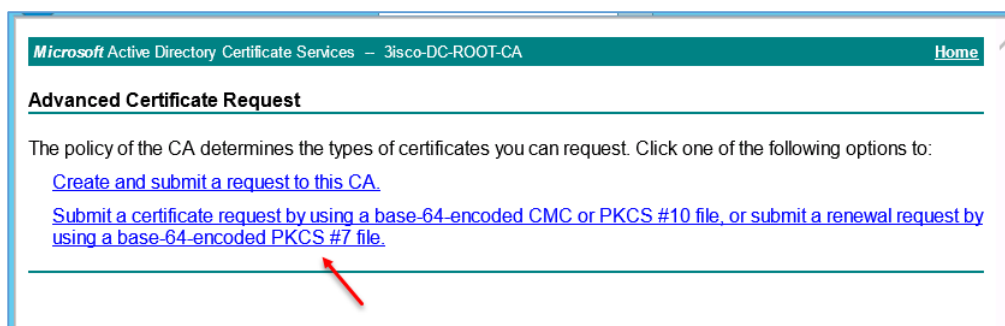 Microsoft Active Directory Certificate Services -- 3isco-DC-ROOT-CA Home
Advanced Certificate Request
The policy of the CA determines the types of certificates you can request. Click one of the following options to:
Create and submit a request to this CA.
Submit a certificate request by using a base-64-encoded CMC or PKCS #10 file, or submit a renewal request by
using a base-64-encoded PKCS #7 file.